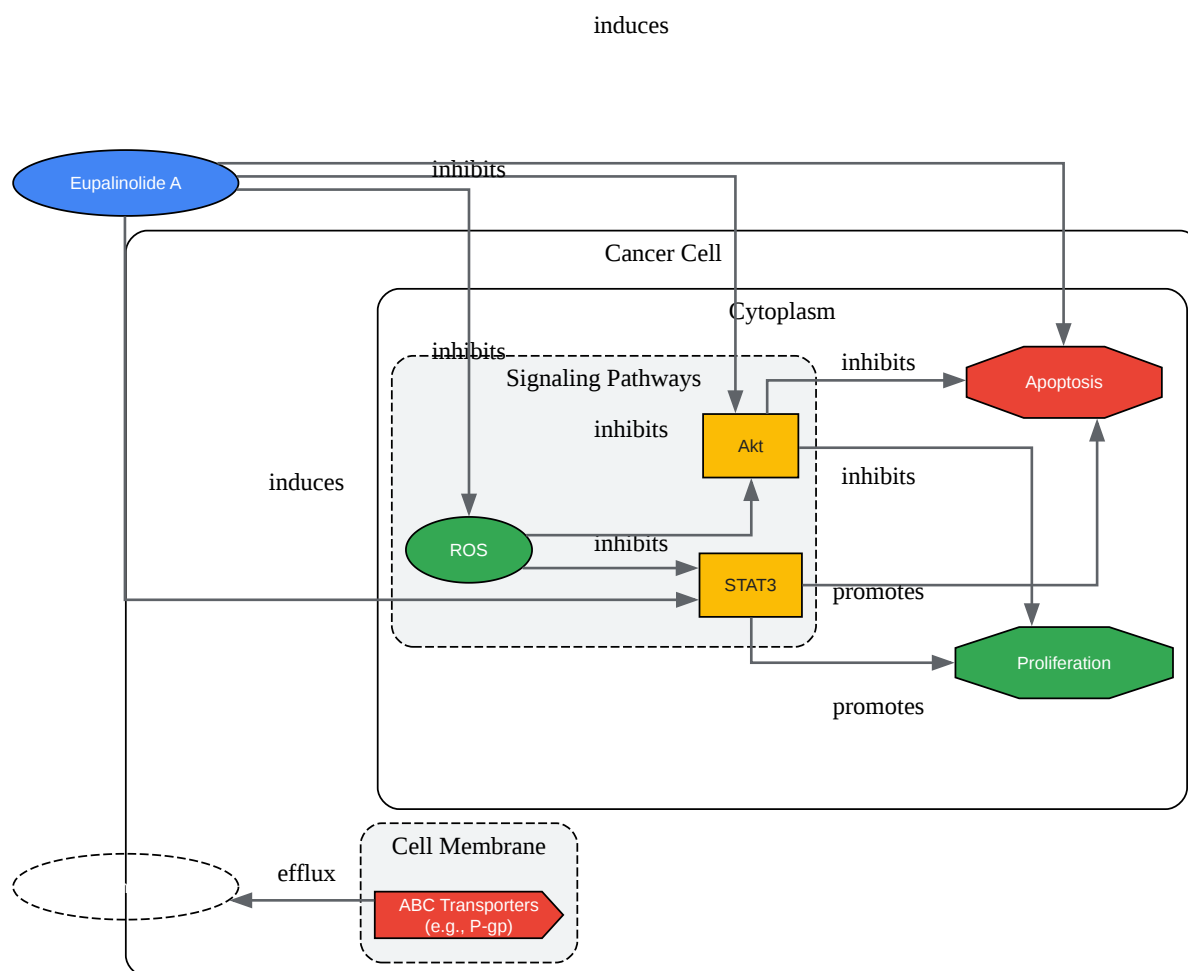 induces
inhibits
Eupalinolide A
Cancer Cell
Cytoplasm
inhibits
Signaling Pathways
inhibits
Apoptosis
inhibits
Akt
induces
inhibits
ROS
inhibits
STAT3
promotes
Proliferation
promotes
Cell Membrane
efflux
ABC Transporters
(e.g., P-gp)